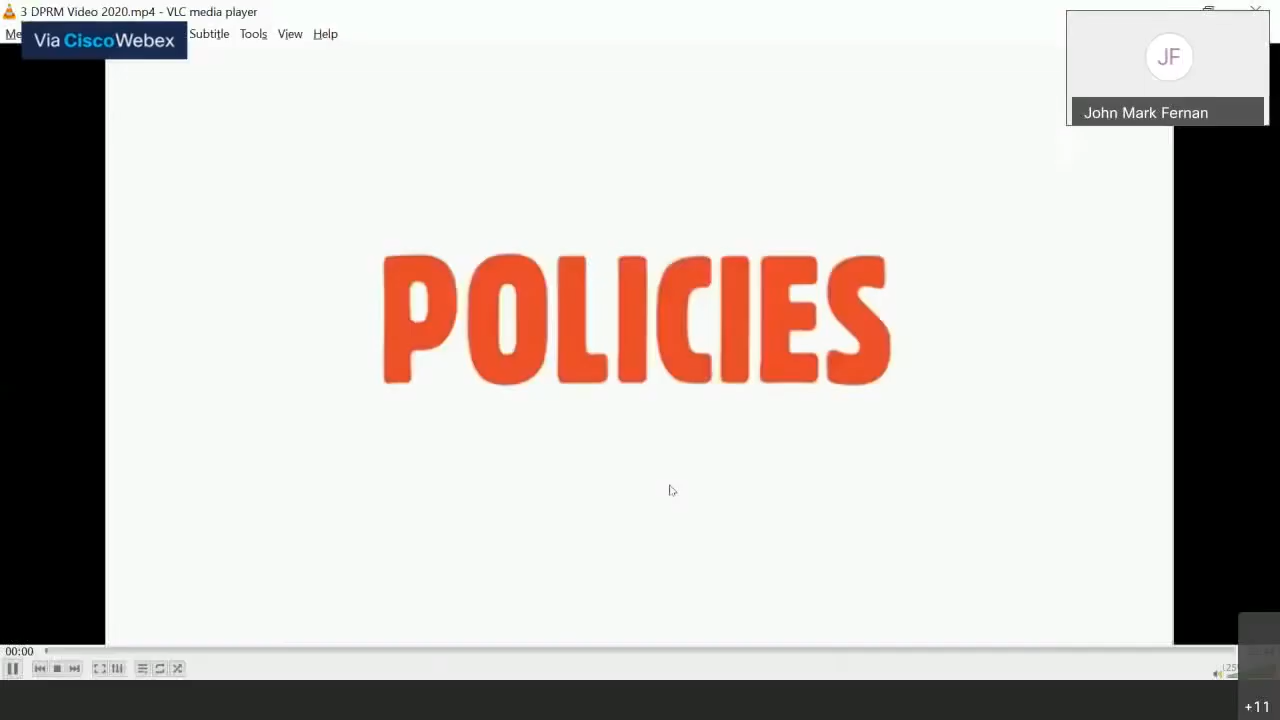 3 DPRM Video 2020.mp4 - VLC media player
Via CiscoWebex
Subtitle Tools View Help
JF
John Mark Fernan
POLICIES
00:00
+11